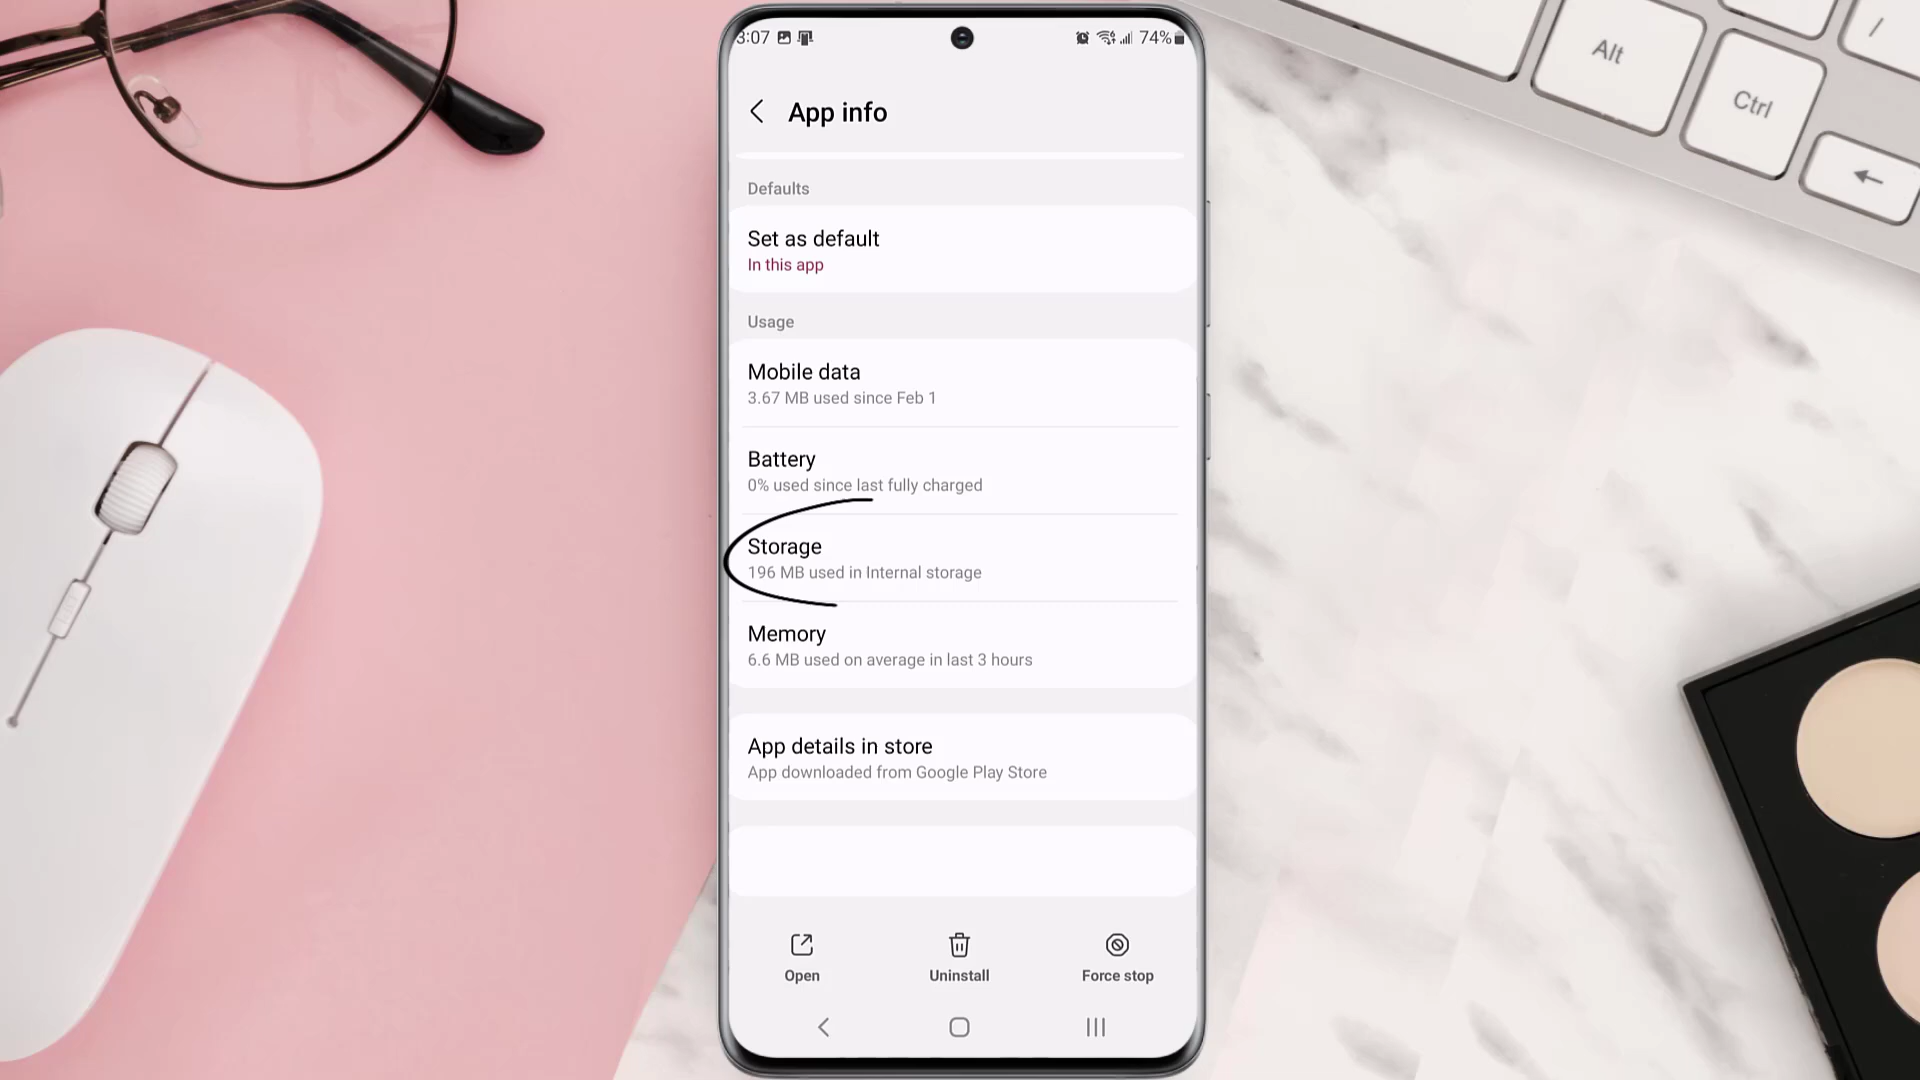 3:07
74%
App info
Defaults
Set as default
In this app
Usage
Mobile data
3.67 MB used since Feb 1
Battery
0% used since last fully charged
Storage
196 MB used in Internal storage
Memory
6.6 MB used on average in last 3 hours
App details in store
App downloaded from Google Play Store
Open
Uninstall
Force stop
Alt
Ctrl
/